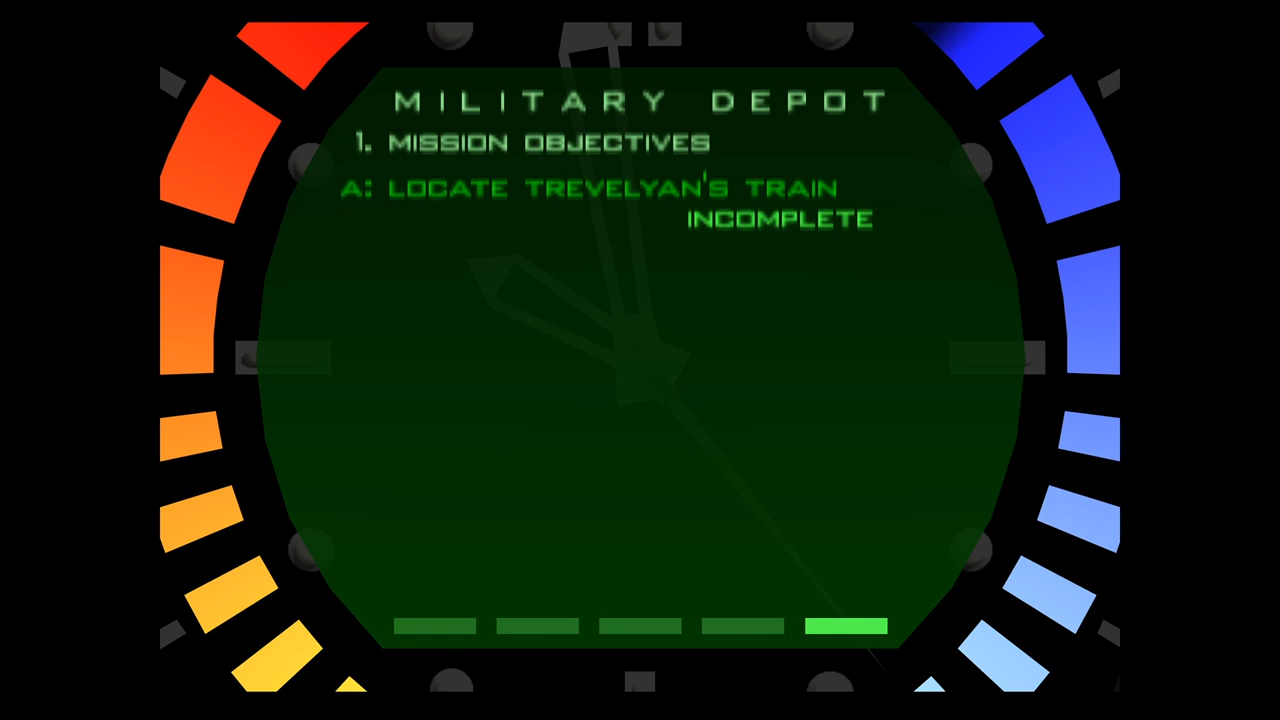 MILITARY DEPOT
1. MISSION OBJECTIVES
A: LOCATE TREVELYAN'S TRAIN
INCOMPLETE